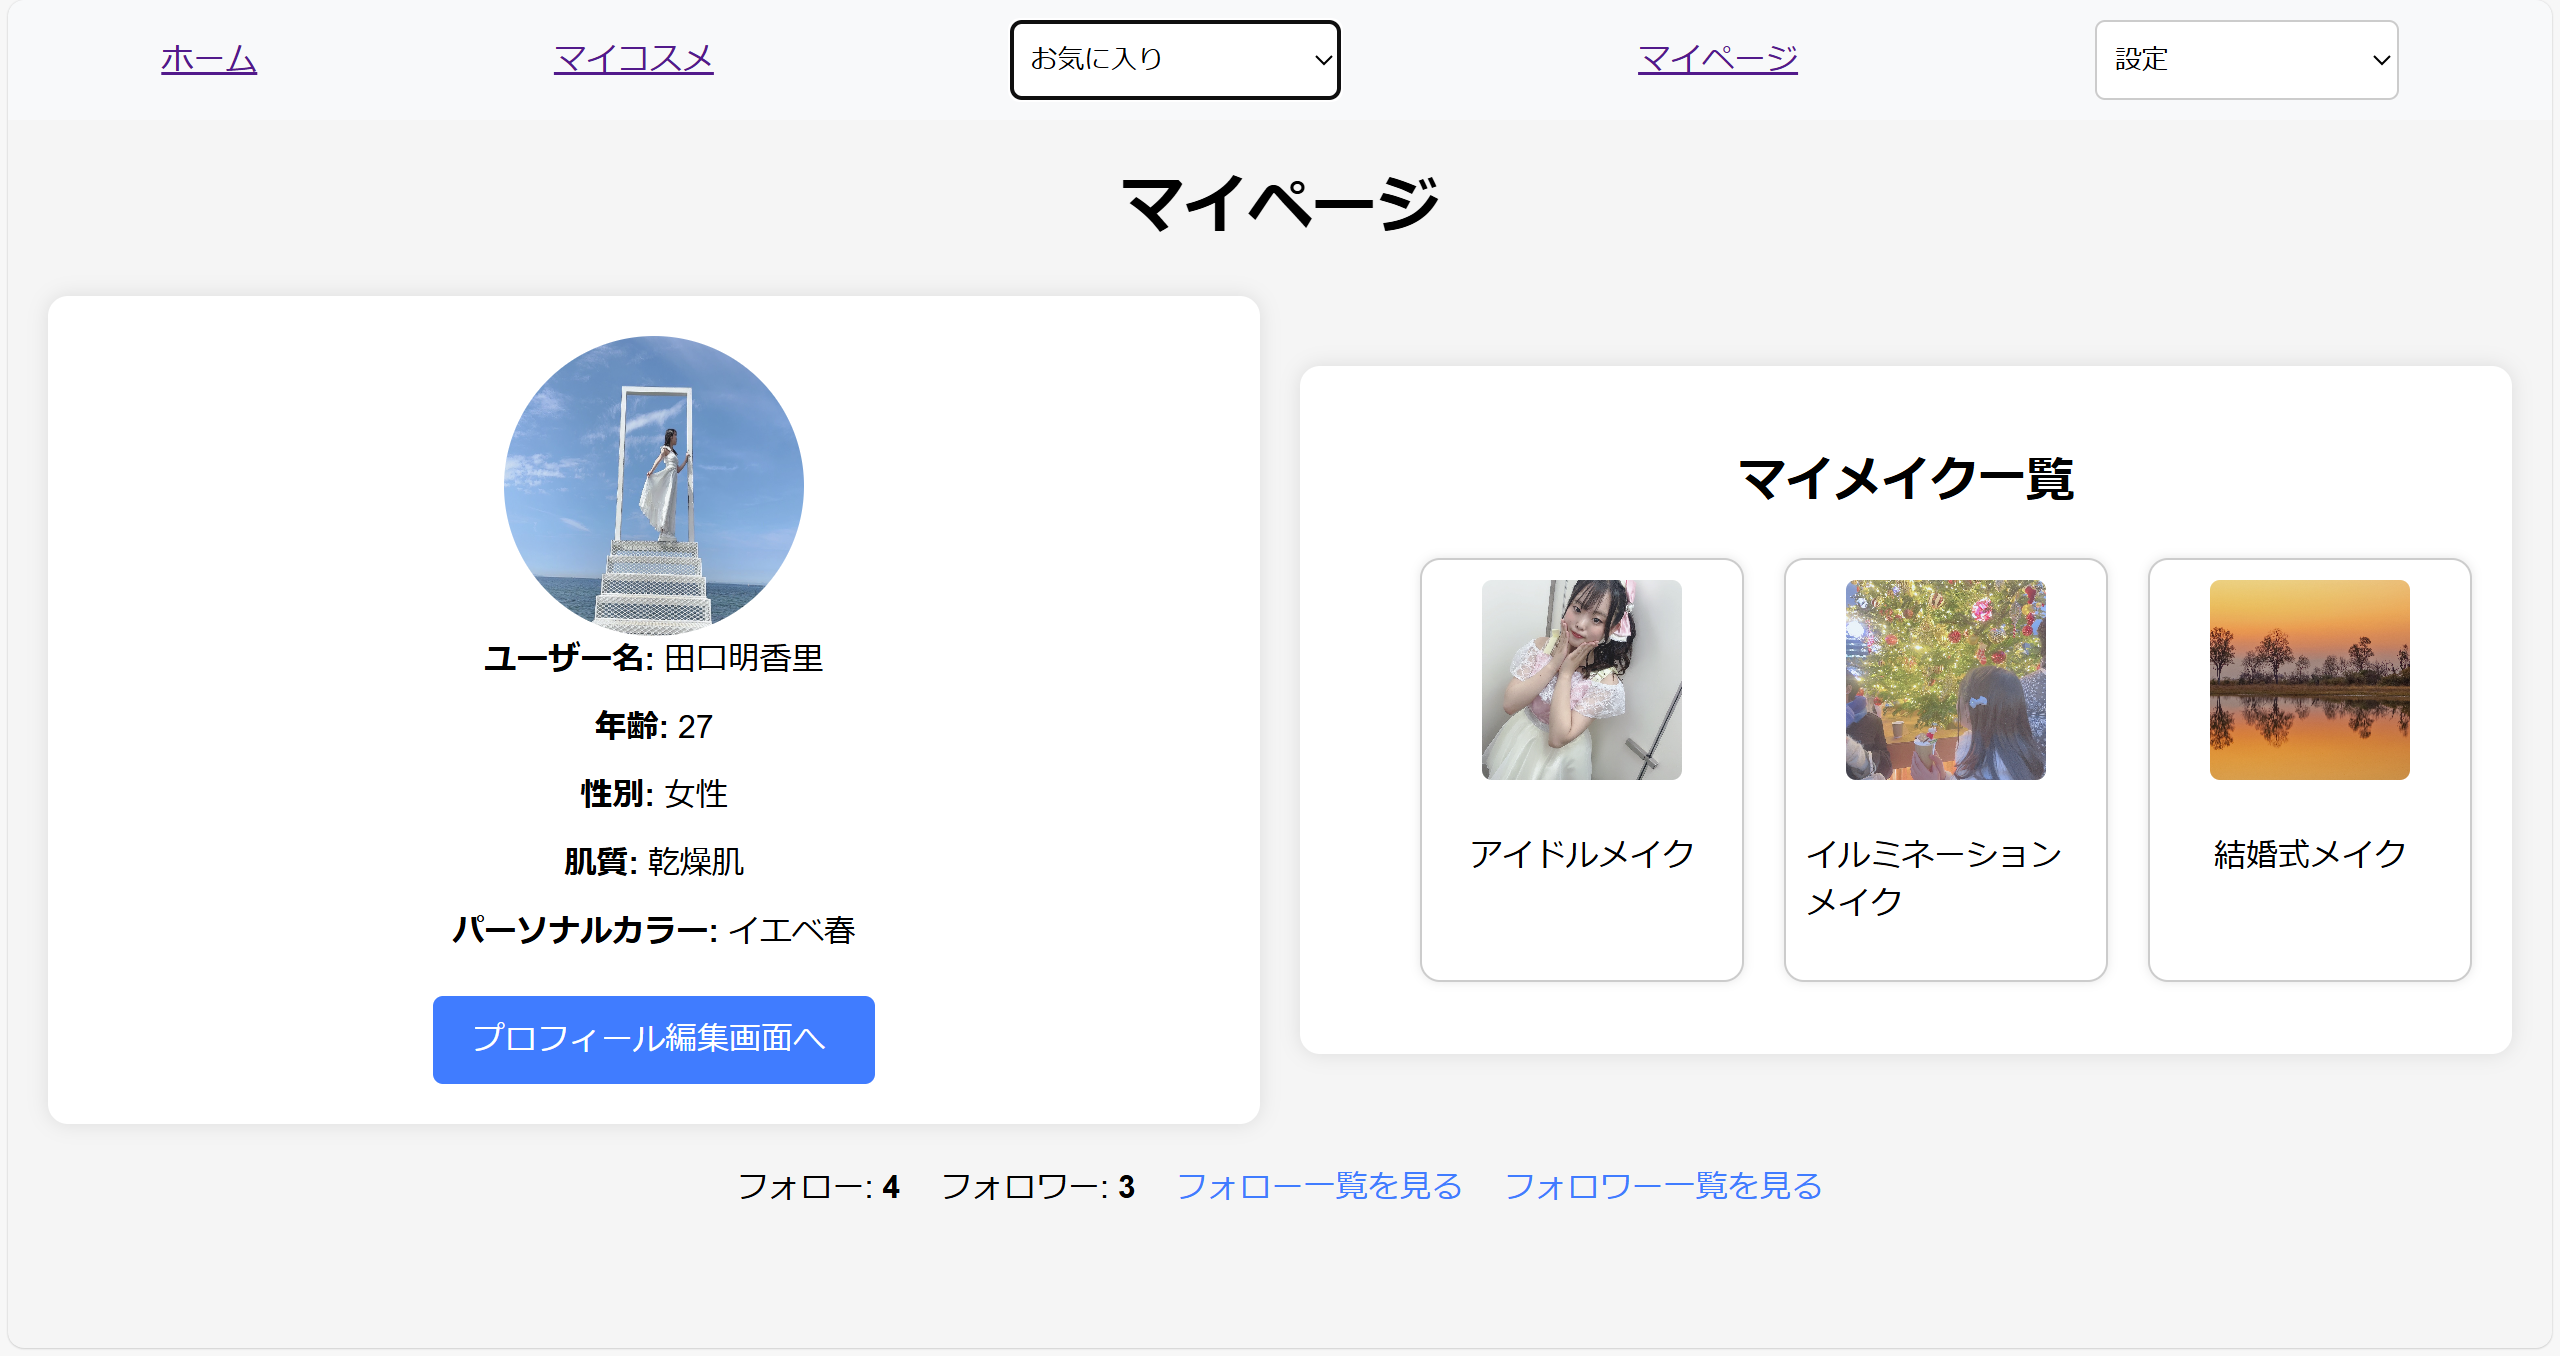 ホーム
マイコスメ
お気に入り
マイページ
設定
マイページ
ユーザー名: 田口明香里
年齢: 27
性別: 女性
肌質: 乾燥肌
パーソナルカラー: イエベ春
プロフィール編集画面へ
マイメイク一覧
アイドルメイク
イルミネーション
メイク
結婚式メイク
フォロー: 4
フォロワー: 3
フォロー一覧を見る
フォロワー一覧を見る